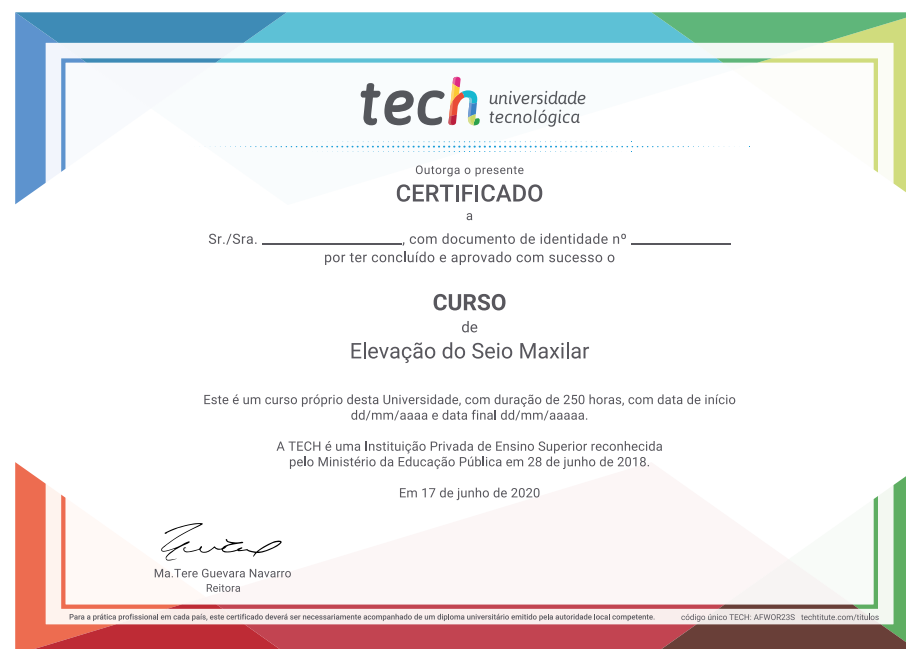 tech universidade
tecnológica
Outorga o presente
CERTIFICADO
a
Sr./Sra. ________________, com documento de identidade nº ____________
por ter concluído e aprovado com sucesso o
CURSO
de
Elevação do Seio Maxilar
Este é um curso próprio desta Universidade, com duração de 250 horas, com data de início
dd/mm/aaaa e data final dd/mm/aaaaa.
A TECH é uma Instituição Privada de Ensino Superior reconhecida
pelo Ministério da Educação Pública em 28 de junho de 2018.
Em 17 de junho de 2020
Ma.Tere Guevara Navarro
Reitora
Para a prática profissional em cada país, este certificado deverá ser necessariamente acompanhado de um diploma universitário emitido pela autoridade local competente. código único TECH: AFWOR23S techtitute.com/titulos